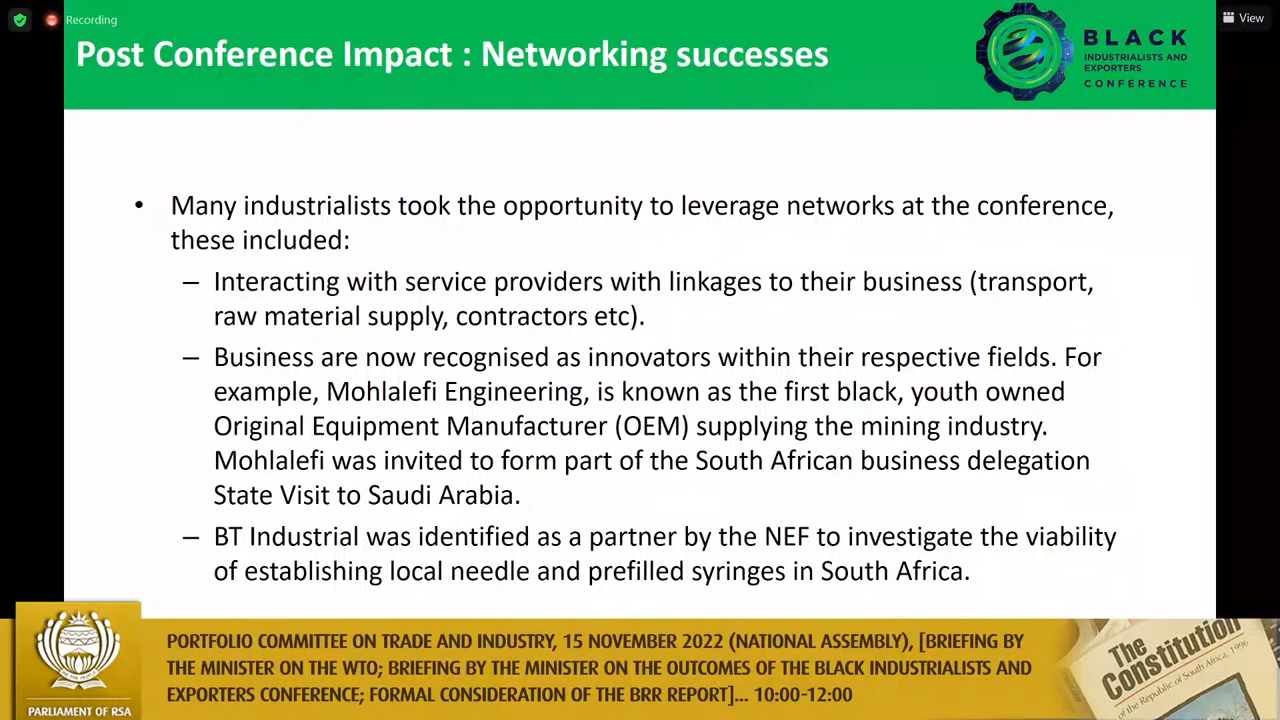 Recording
View
Post Conference Impact : Networking successes
BLACK
INDUSTRIALISTS AND
EXPORTERS
CONFERENCE
• Many industrialists took the opportunity to leverage networks at the conference,
these included:
– Interacting with service providers with linkages to their business (transport,
raw material supply, contractors etc).
– Business are now recognised as innovators within their respective fields. For
example, Mohlalefi Engineering, is known as the first black, youth owned
Original Equipment Manufacturer (OEM) supplying the mining industry.
Mohlalefi was invited to form part of the South African business delegation
State Visit to Saudi Arabia.
– BT Industrial was identified as a partner by the NEF to investigate the viability
of establishing local needle and prefilled syringes in South Africa.
PORTFOLIO COMMITTEE ON TRADE AND INDUSTRY, 15 NOVEMBER 2022 (NATIONAL ASSEMBLY), [BRIEFING BY
THE MINISTER ON THE WTO; BRIEFING BY THE MINISTER ON THE OUTCOMES OF THE BLACK INDUSTRIALISTS AND
EXPORTERS CONFERENCE; FORMAL CONSIDERATION OF THE BRR REPORT]... 10:00-12:00
PARLIAMENT OF RSA
The
Constitution
of the Republic of South Africa, 1996